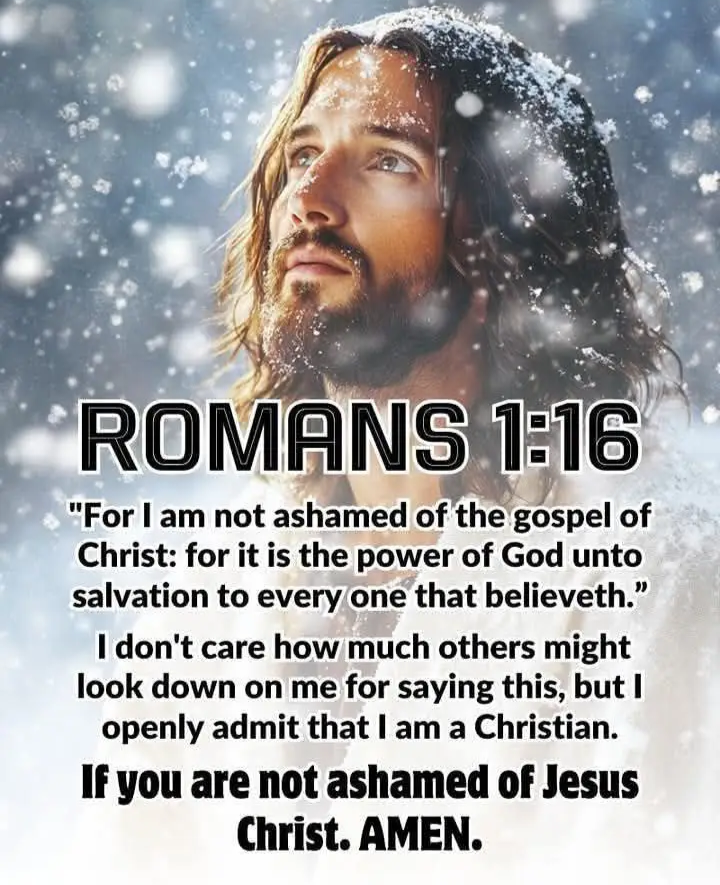 ROMANS 1:16
"For I am not ashamed of the gospel of
Christ: for it is the power of God unto
salvation to every one that believeth.”
I don't care how much others might
look down on me for saying this, but I
openly admit that I am a Christian.
If you are not ashamed of Jesus
Christ. AMEN.